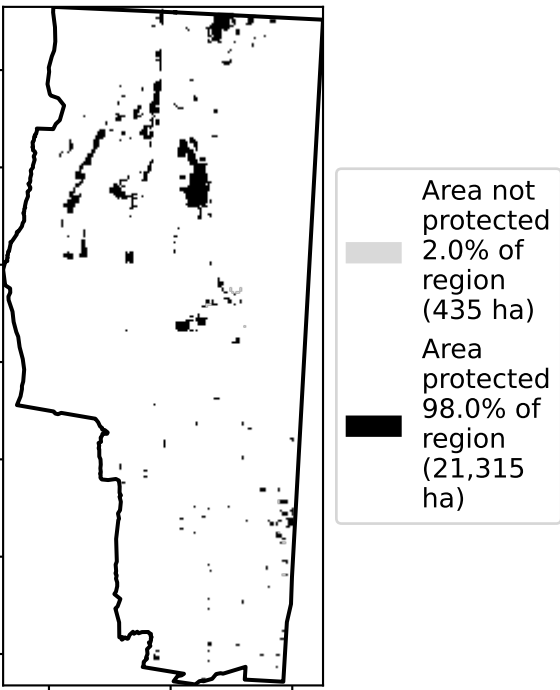 Area not
protected
2.0% of
region
(435 ha)
Area
protected
98.0% of
region
(21,315
ha)